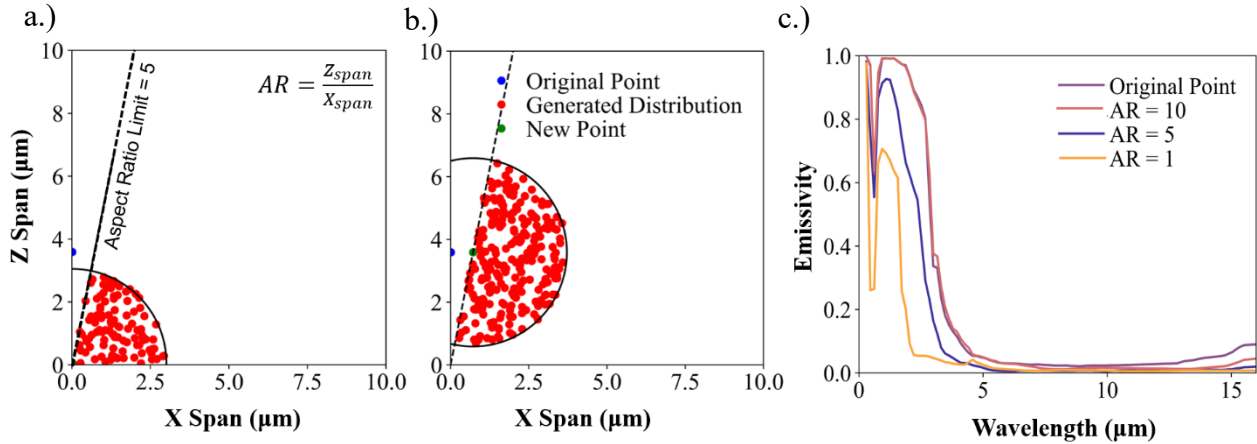 a.)
10
8
6
4
2
0
0.0
2.5
5.0
7.5
10.0
Z Span (μm)
X Span (μm)
Aspect Ratio Limit = 5
AR = Zspan/Xspan
b.)
10
8
6
4
2
0
0.0
2.5
5.0
7.5
10.0
X Span (μm)
Original Point
Generated Distribution
New Point
c.)
1.0
0.8
0.6
0.4
0.2
0.0
0
5
10
15
Emissivity
Wavelength (μm)
Original Point
AR = 10
AR = 5
AR = 1